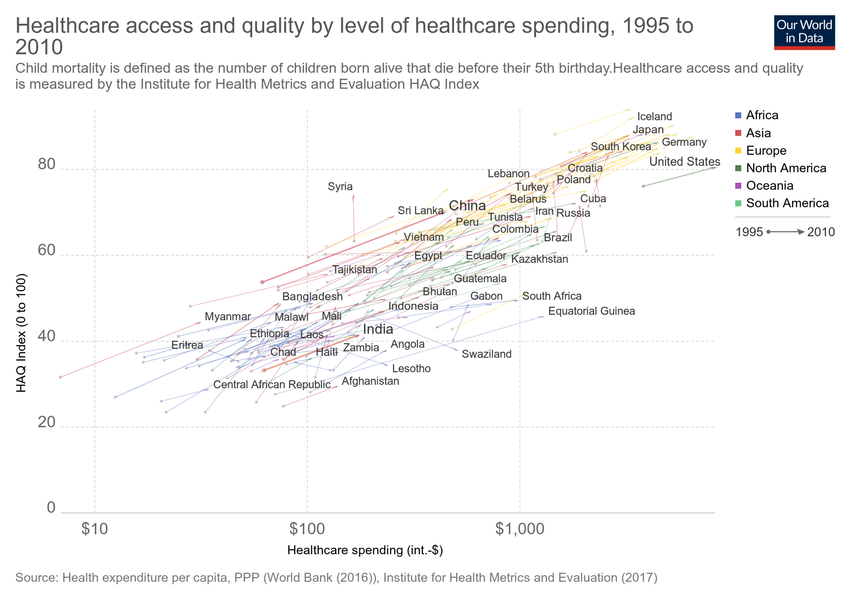 Healthcare access and quality by level of healthcare spending, 1995 to
2010
Our World
in Data
Child mortality is defined as the number of children born alive that die before their 5th birthday.Healthcare access and quality
is measured by the Institute for Health Metrics and Evaluation HAQ Index
HAQ Index (0 to 100)
80
60
40
20
0
$10
$100
$1,000
Healthcare spending (int.-$)
Iceland
Japan
South Korea
Germany
United States
Croatia
Lebanon
Poland
Syria
Turkey
Belarus
Cuba
Sri Lanka
China
Iran
Russia
Peru
Tunisia
Colombia
Vietnam
Brazil
Egypt
Ecuador
Kazakhstan
Tajikistan
Guatemala
Bangladesh
Bhutan
Gabon
South Africa
Indonesia
Equatorial Guinea
Myanmar
Malawi
Mali
India
Ethiopia
Laos
Eritrea
Chad
Haiti
Zambia
Angola
Swaziland
Lesotho
Central African Republic
Afghanistan
Africa
Asia
Europe
North America
Oceania
South America
1995
2010
Source: Health expenditure per capita, PPP (World Bank (2016)), Institute for Health Metrics and Evaluation (2017)